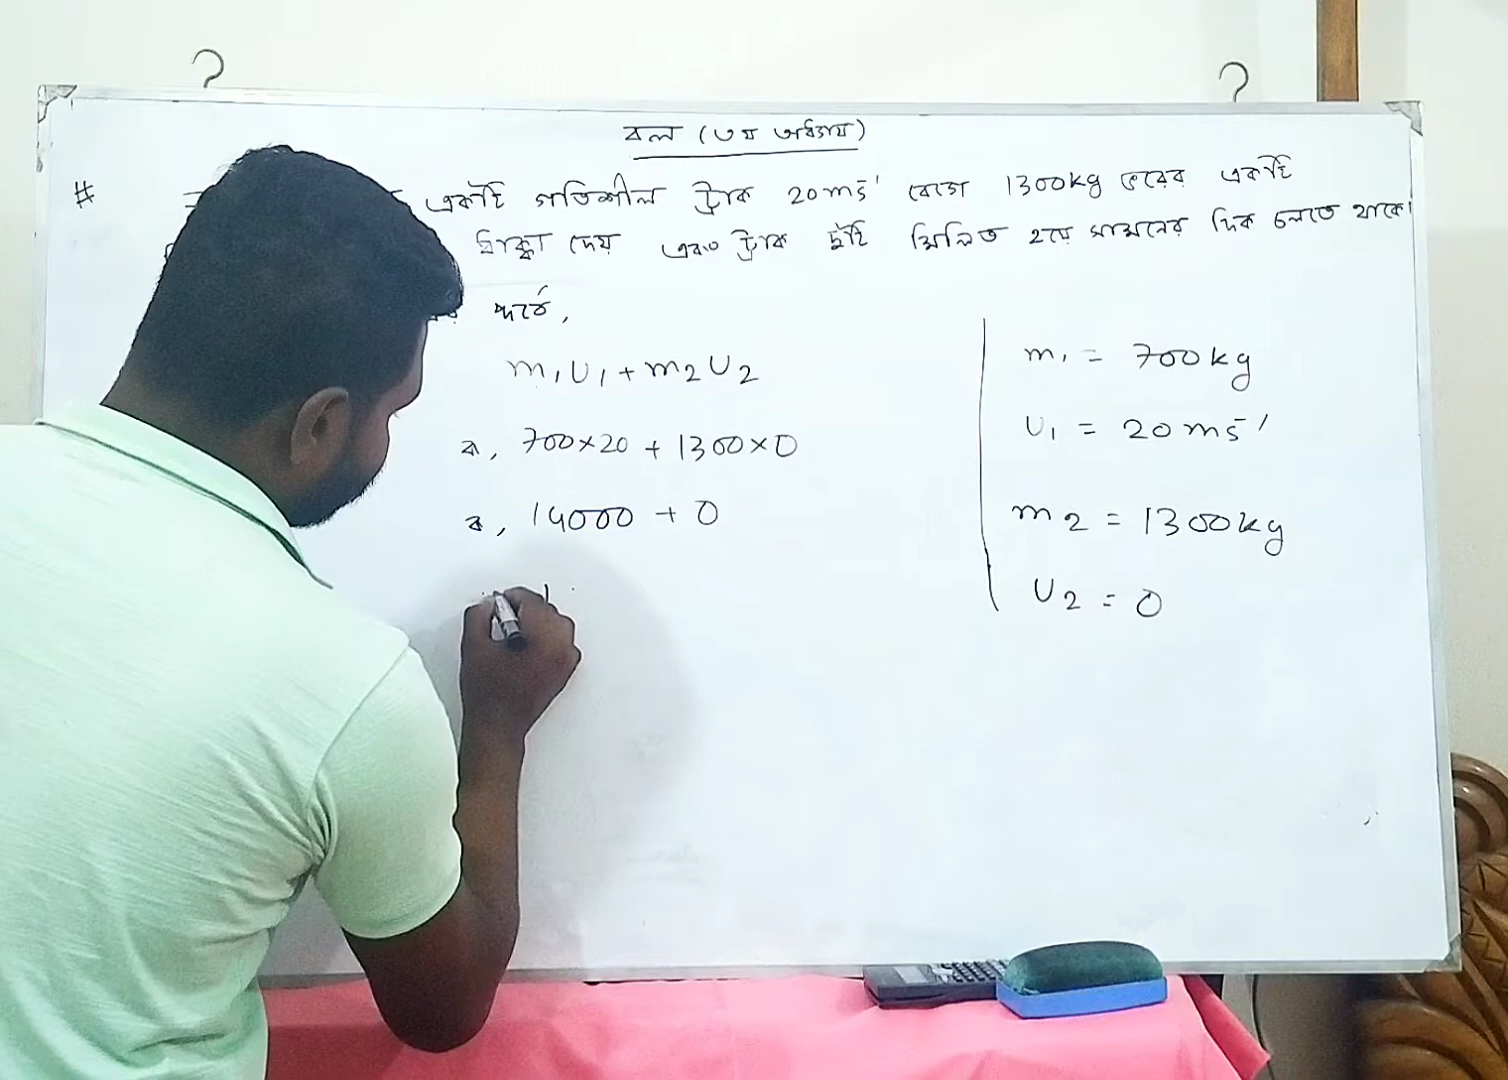 বল (৩য় অধ্যায়)
# একটি গতিশীল ট্রাক 20ms⁻¹ বেগে 1300kg ভরের একটি
ধাক্কা দেয় এবং ট্রাক দুটি মিলিত হয়ে সামনের দিক চলতে থাকে।
শর্তে,
m₁u₁ + m₂u₂
বা, 700×20 + 1300×0
বা, 14000 + 0
m₁ = 700kg
u₁ = 20ms⁻¹
m₂ = 1300kg
u₂ = 0